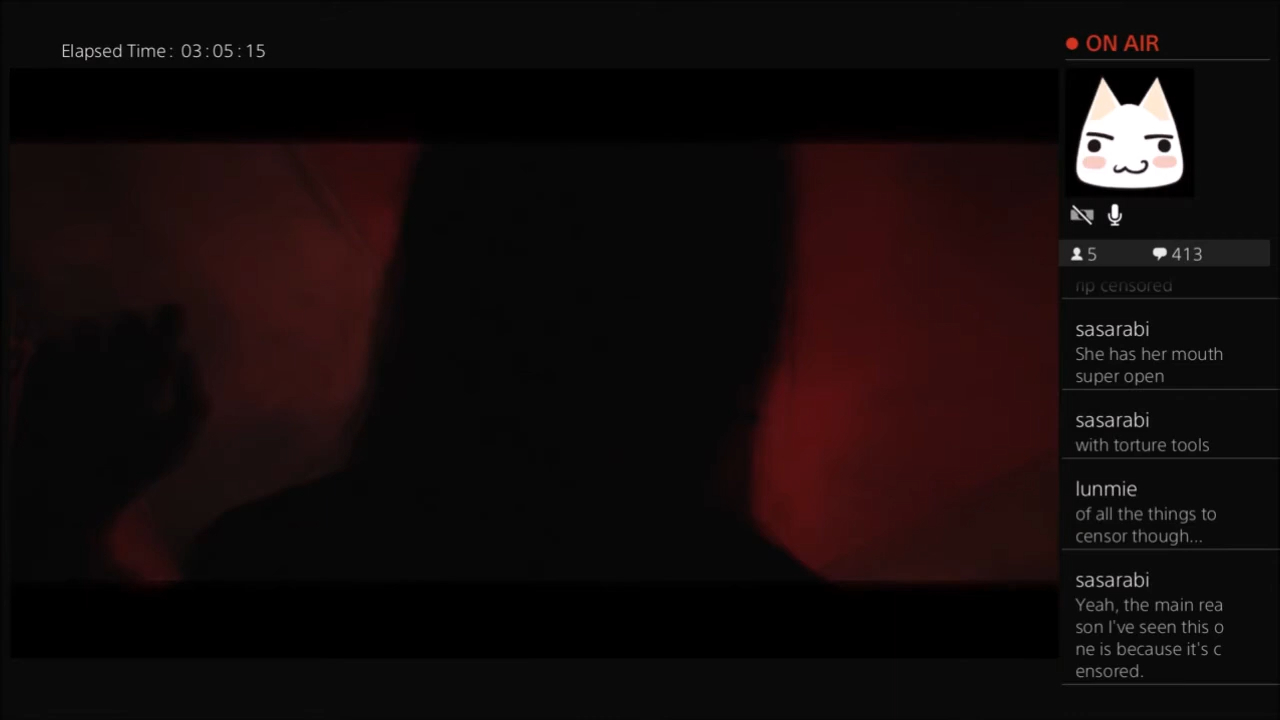 Elapsed Time: 03:05:15
ON AIR
5
413
rip censored
sasarabi
She has her mouth
super open
sasarabi
with torture tools
lunmie
of all the things to
censor though...
sasarabi
Yeah, the main rea
son I've seen this o
ne is because it's c
ensored.